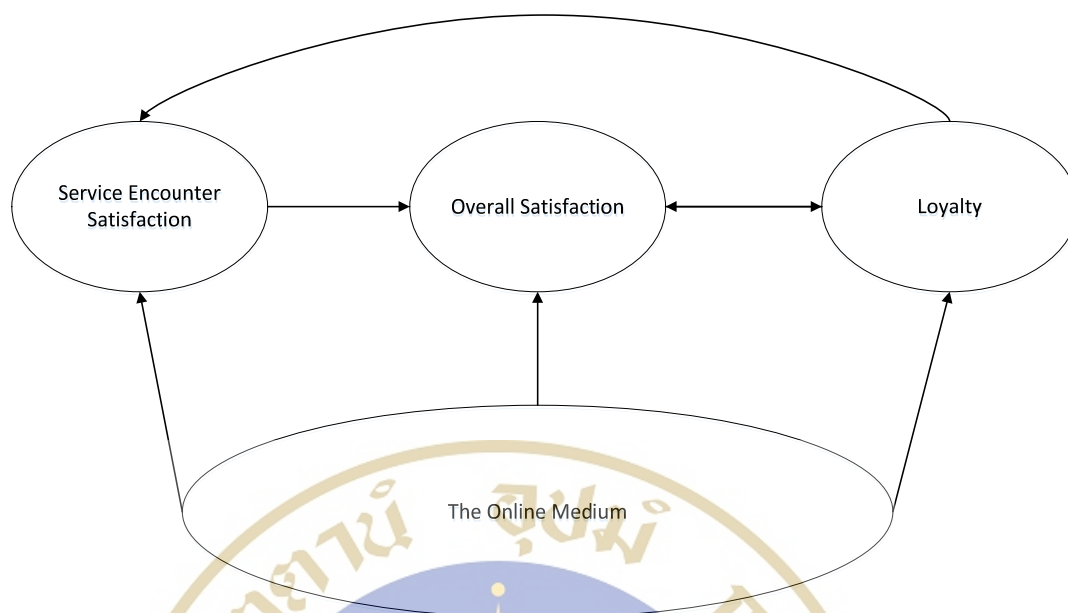 Service Encounter
Satisfaction
Overall Satisfaction
Loyalty
The Online Medium